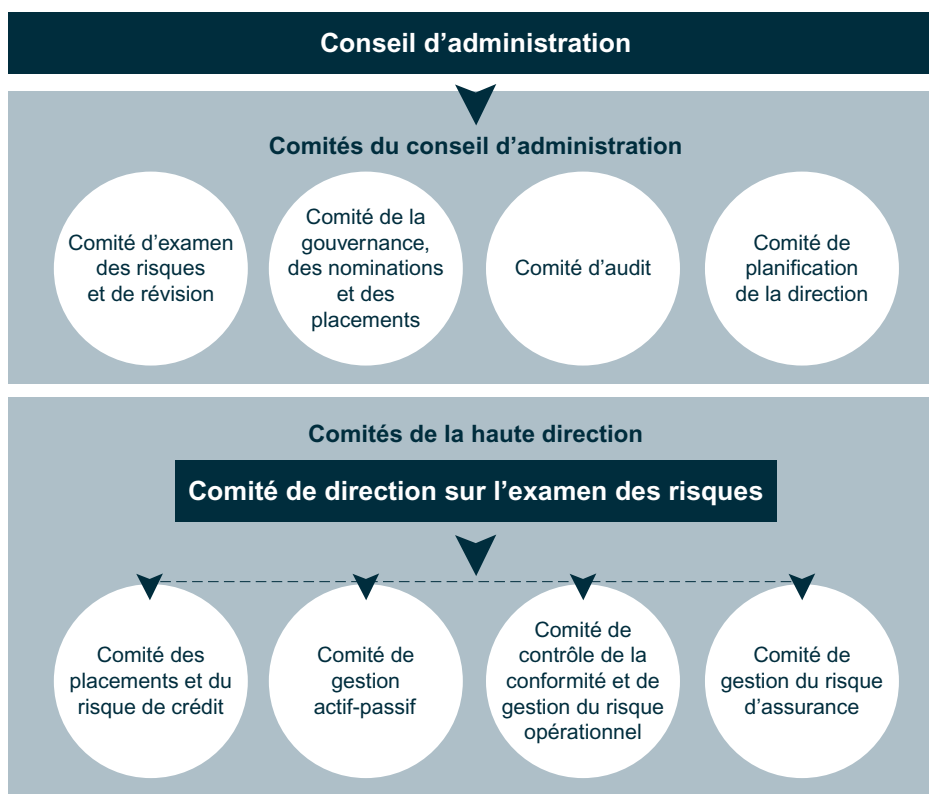 Conseil d’administration
Comités du conseil d’administration
Comité d’examen
des risques
et de révision
Comité de la
gouvernance,
des nominations
et des
placements
Comité d’audit
Comité de
planification
de la direction
Comités de la haute direction
Comité de direction sur l’examen des risques
Comité des
placements et du
risque de crédit
Comité de
gestion
actif-passif
Comité de
contrôle de la
conformité et de
gestion du risque
opérationnel
Comité de
gestion du risque
d’assurance